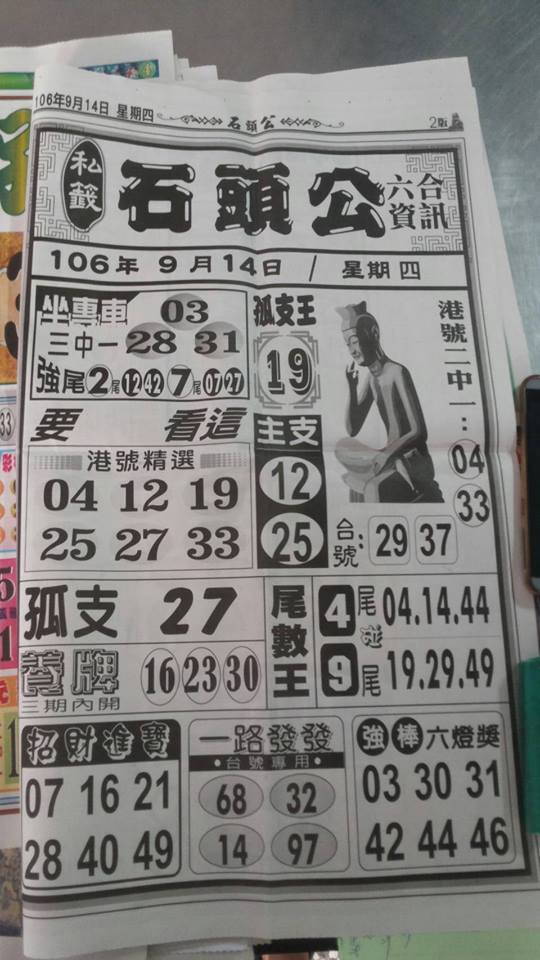 106年9月14日 星期四
石頭公
2版
私籤
石頭公
六合
資訊
106年 9月14日 / 星期四
坐專車 03
三中一 28 31
強尾 2尾 12 42 7尾 07 27
孤支王
19
港號二中一：
04
33
要 看這
港號精選
04 12 19
25 27 33
主支
12
25
台號：29 37
孤支 27
養牌 16 23 30
三期內開
尾數王
4尾 04.14.44
碰
9尾 19.29.49
招財進寶
07 16 21
28 40 49
一路發發
•台號專用•
68 32
14 97
強棒六燈獎
03 30 31
42 44 46
33